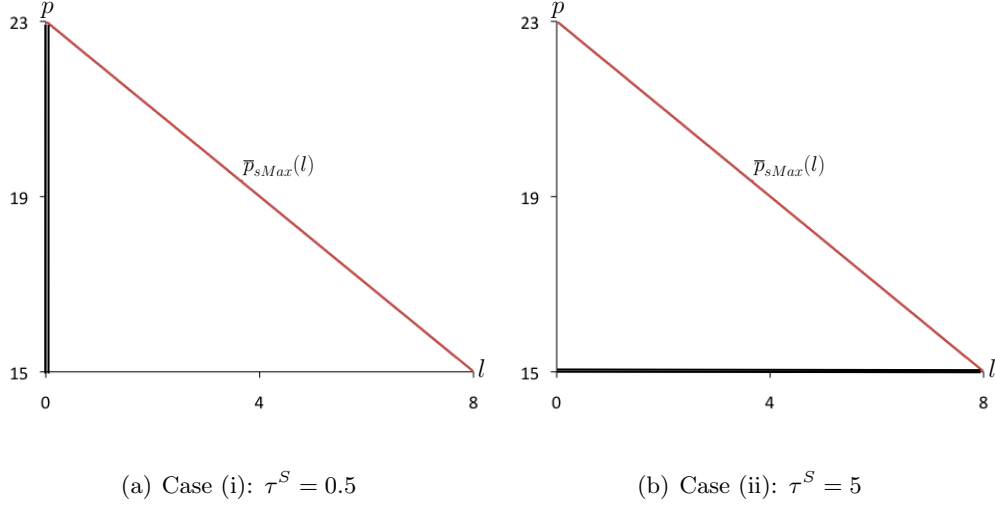 p
23
p̅_{sMax}(l)
19
15
l
0
4
8
(a) Case (i): τ^S = 0.5
p
23
p̅_{sMax}(l)
19
15
l
0
4
8
(b) Case (ii): τ^S = 5